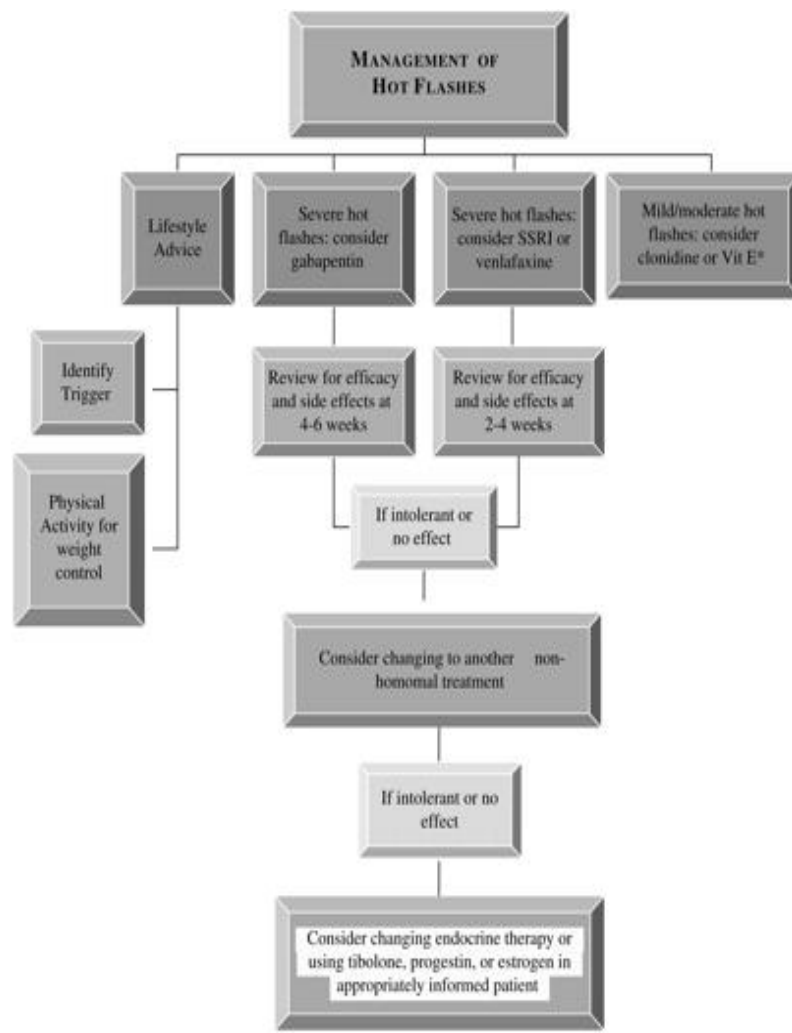 MANAGEMENT OF
HOT FLASHES
Lifestyle
Advice
Severe hot
flashes: consider
gabapentin
Severe hot flashes:
consider SSRI or
venlafaxine
Mild/moderate hot
flashes: consider
clonidine or Vit E*
Identify
Trigger
Physical
Activity for
weight
control
Review for efficacy
and side effects at
4-6 weeks
Review for efficacy
and side effects at
2-4 weeks
If intolerant or
no effect
Consider changing to another non-
homomal treatment
If intolerant or no
effect
Consider changing endocrine therapy or
using tibolone, progestin, or estrogen in
appropriately informed patient